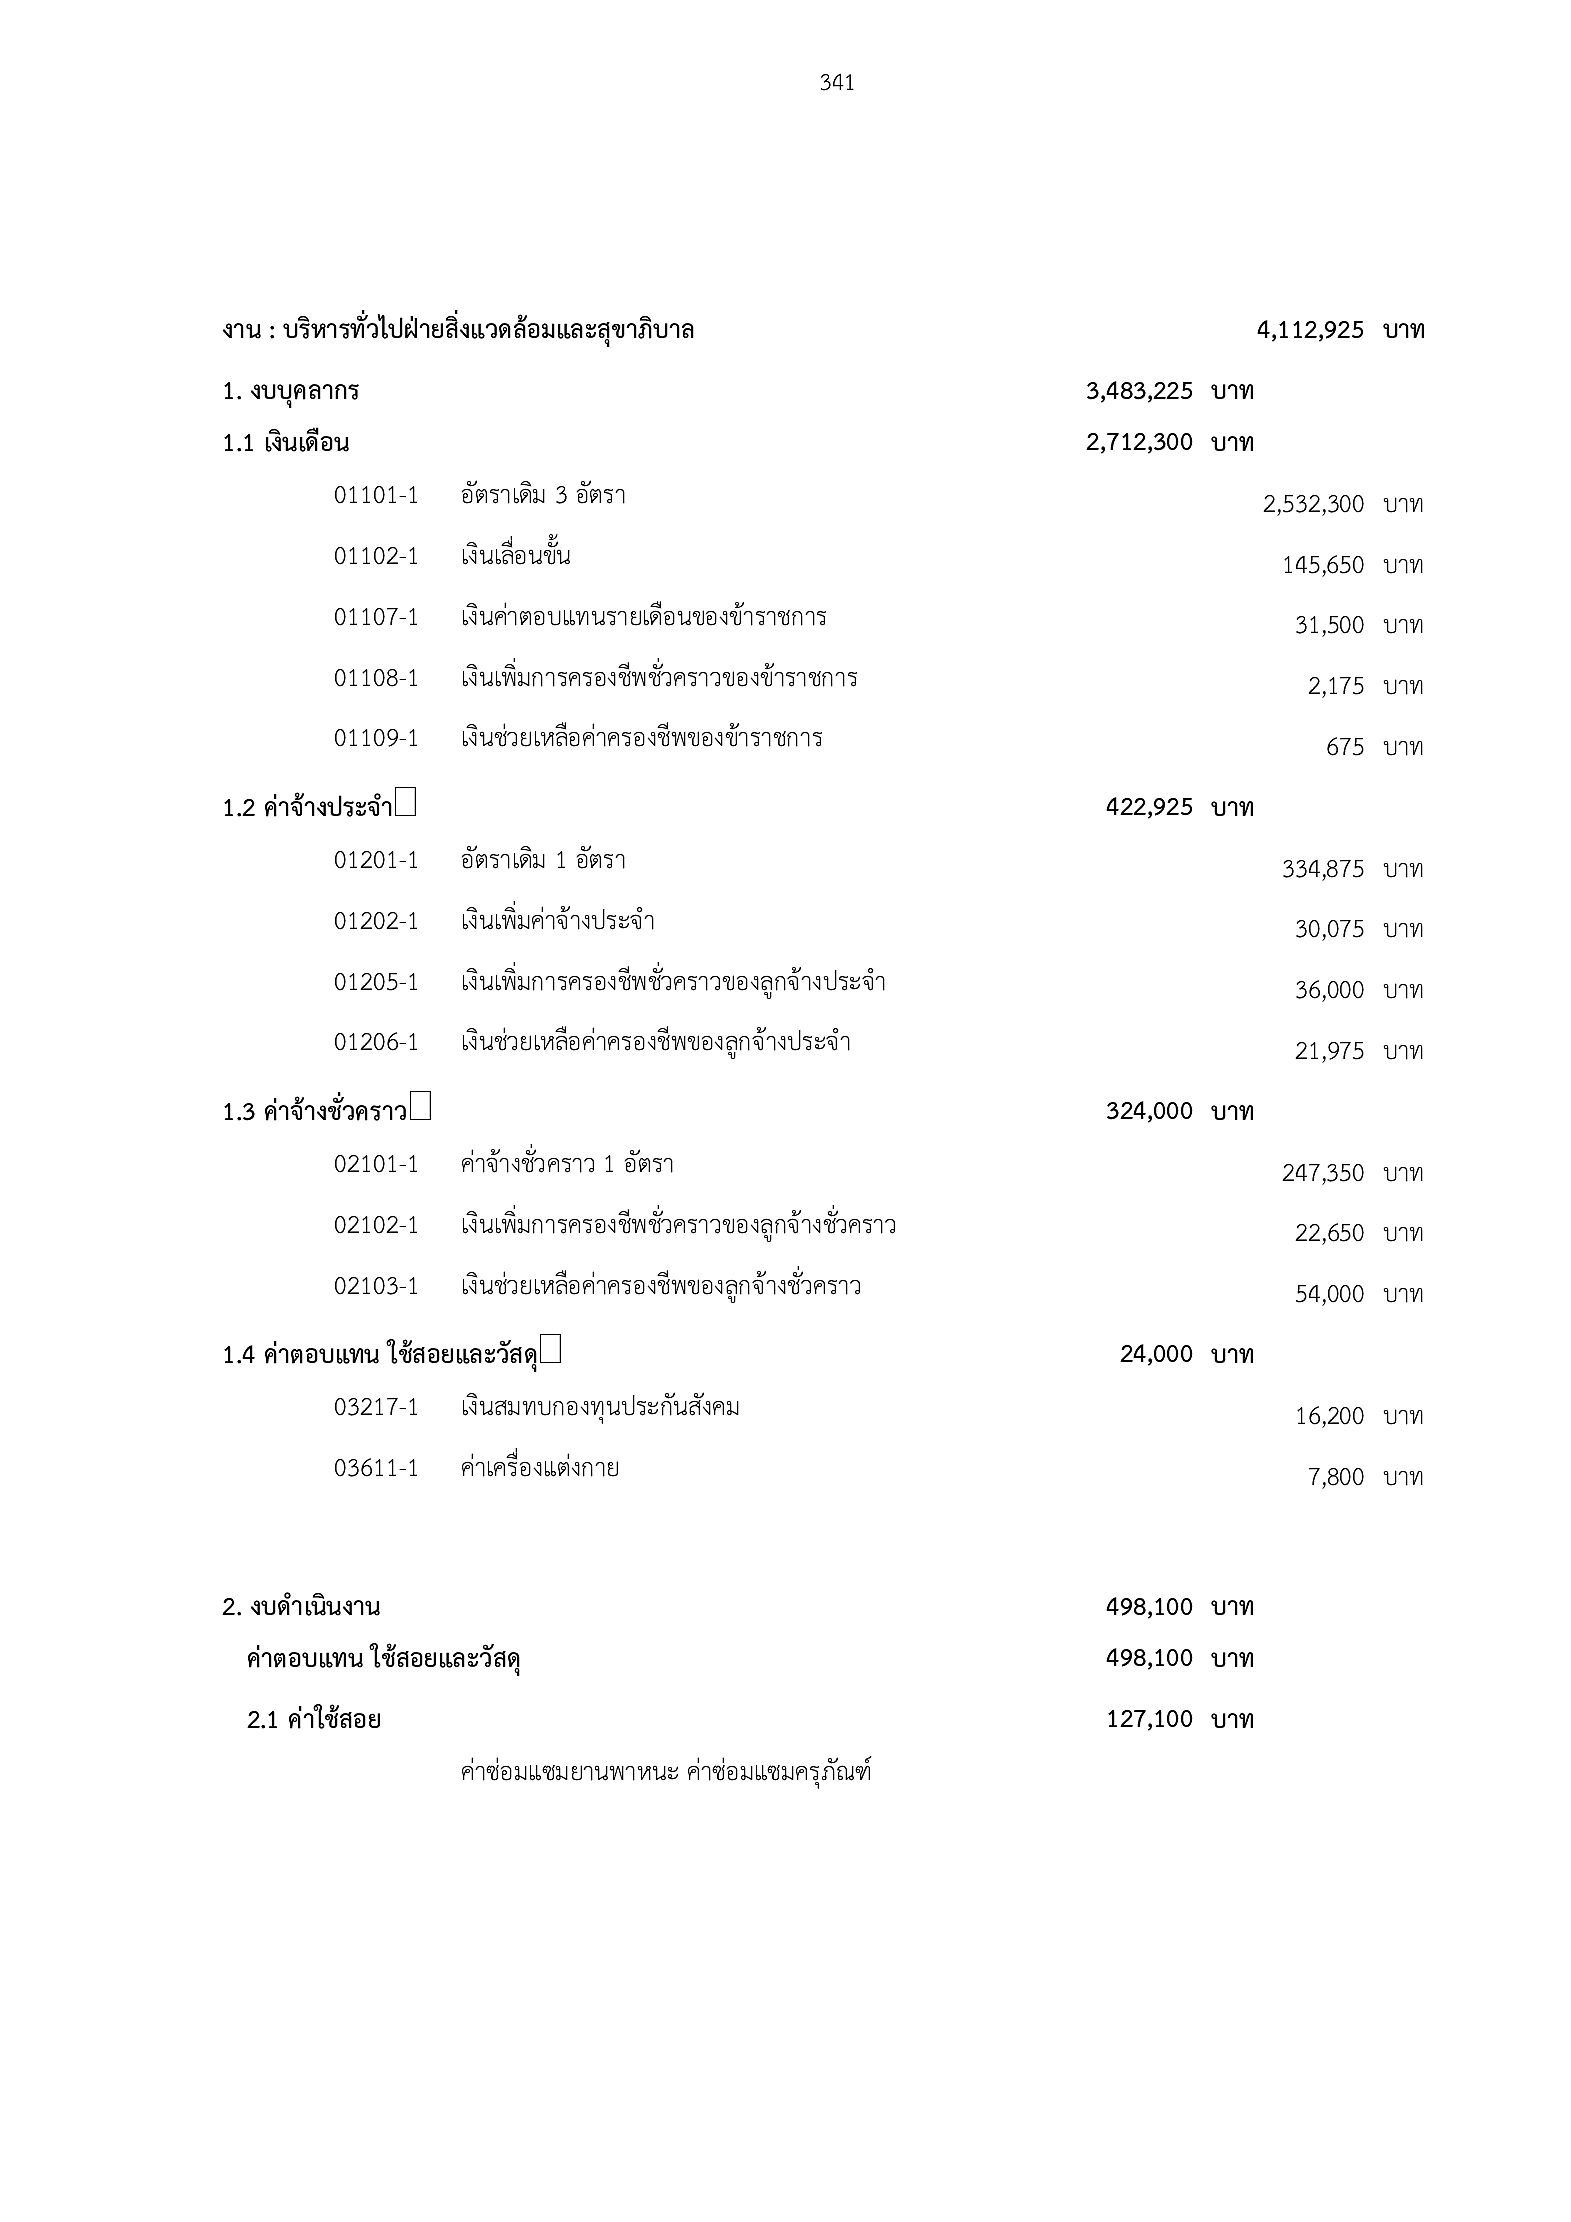 341
งาน : บริหารทั่วไปฝ่ายสิ่งแวดล้อมและสุขาภิบาล 4,112,925 บาท
1. งบบุคลากร 3,483,225 บาท
1.1 เงินเดือน 2,712,300 บาท
01101-1 อัตราเดิม 3 อัตรา 2,532,300 บาท
01102-1 เงินเลื่อนขั้น 145,650 บาท
01107-1 เงินค่าตอบแทนรายเดือนของข้าราชการ 31,500 บาท
01108-1 เงินเพิ่มการครองชีพชั่วคราวของข้าราชการ 2,175 บาท
01109-1 เงินช่วยเหลือค่าครองชีพของข้าราชการ 675 บาท
1.2 ค่าจ้างประจำ 422,925 บาท
01201-1 อัตราเดิม 1 อัตรา 334,875 บาท
01202-1 เงินเพิ่มค่าจ้างประจำ 30,075 บาท
01205-1 เงินเพิ่มการครองชีพชั่วคราวของลูกจ้างประจำ 36,000 บาท
01206-1 เงินช่วยเหลือค่าครองชีพของลูกจ้างประจำ 21,975 บาท
1.3 ค่าจ้างชั่วคราว 324,000 บาท
02101-1 ค่าจ้างชั่วคราว 1 อัตรา 247,350 บาท
02102-1 เงินเพิ่มการครองชีพชั่วคราวของลูกจ้างชั่วคราว 22,650 บาท
02103-1 เงินช่วยเหลือค่าครองชีพของลูกจ้างชั่วคราว 54,000 บาท
1.4 ค่าตอบแทน ใช้สอยและวัสดุ 24,000 บาท
03217-1 เงินสมทบกองทุนประกันสังคม 16,200 บาท
03611-1 ค่าเครื่องแต่งกาย 7,800 บาท
2. งบดำเนินงาน 498,100 บาท
ค่าตอบแทน ใช้สอยและวัสดุ 498,100 บาท
2.1 ค่าใช้สอย 127,100 บาท
ค่าซ่อมแซมยานพาหนะ ค่าซ่อมแซมครุภัณฑ์